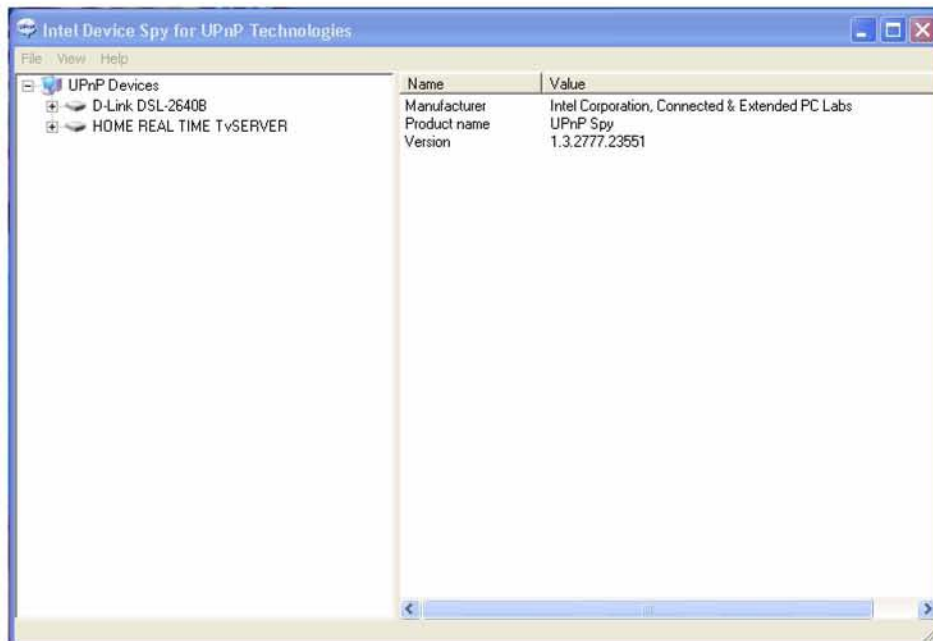 Intel Device Spy for UPnP Technologies
File View Help
UPnP Devices
D-Link DSL-2640B
HOME REAL TIME TvSERVER
Name Value
Manufacturer Intel Corporation, Connected & Extended PC Labs
Product name UPnP Spy
Version 1.3.2777.23551